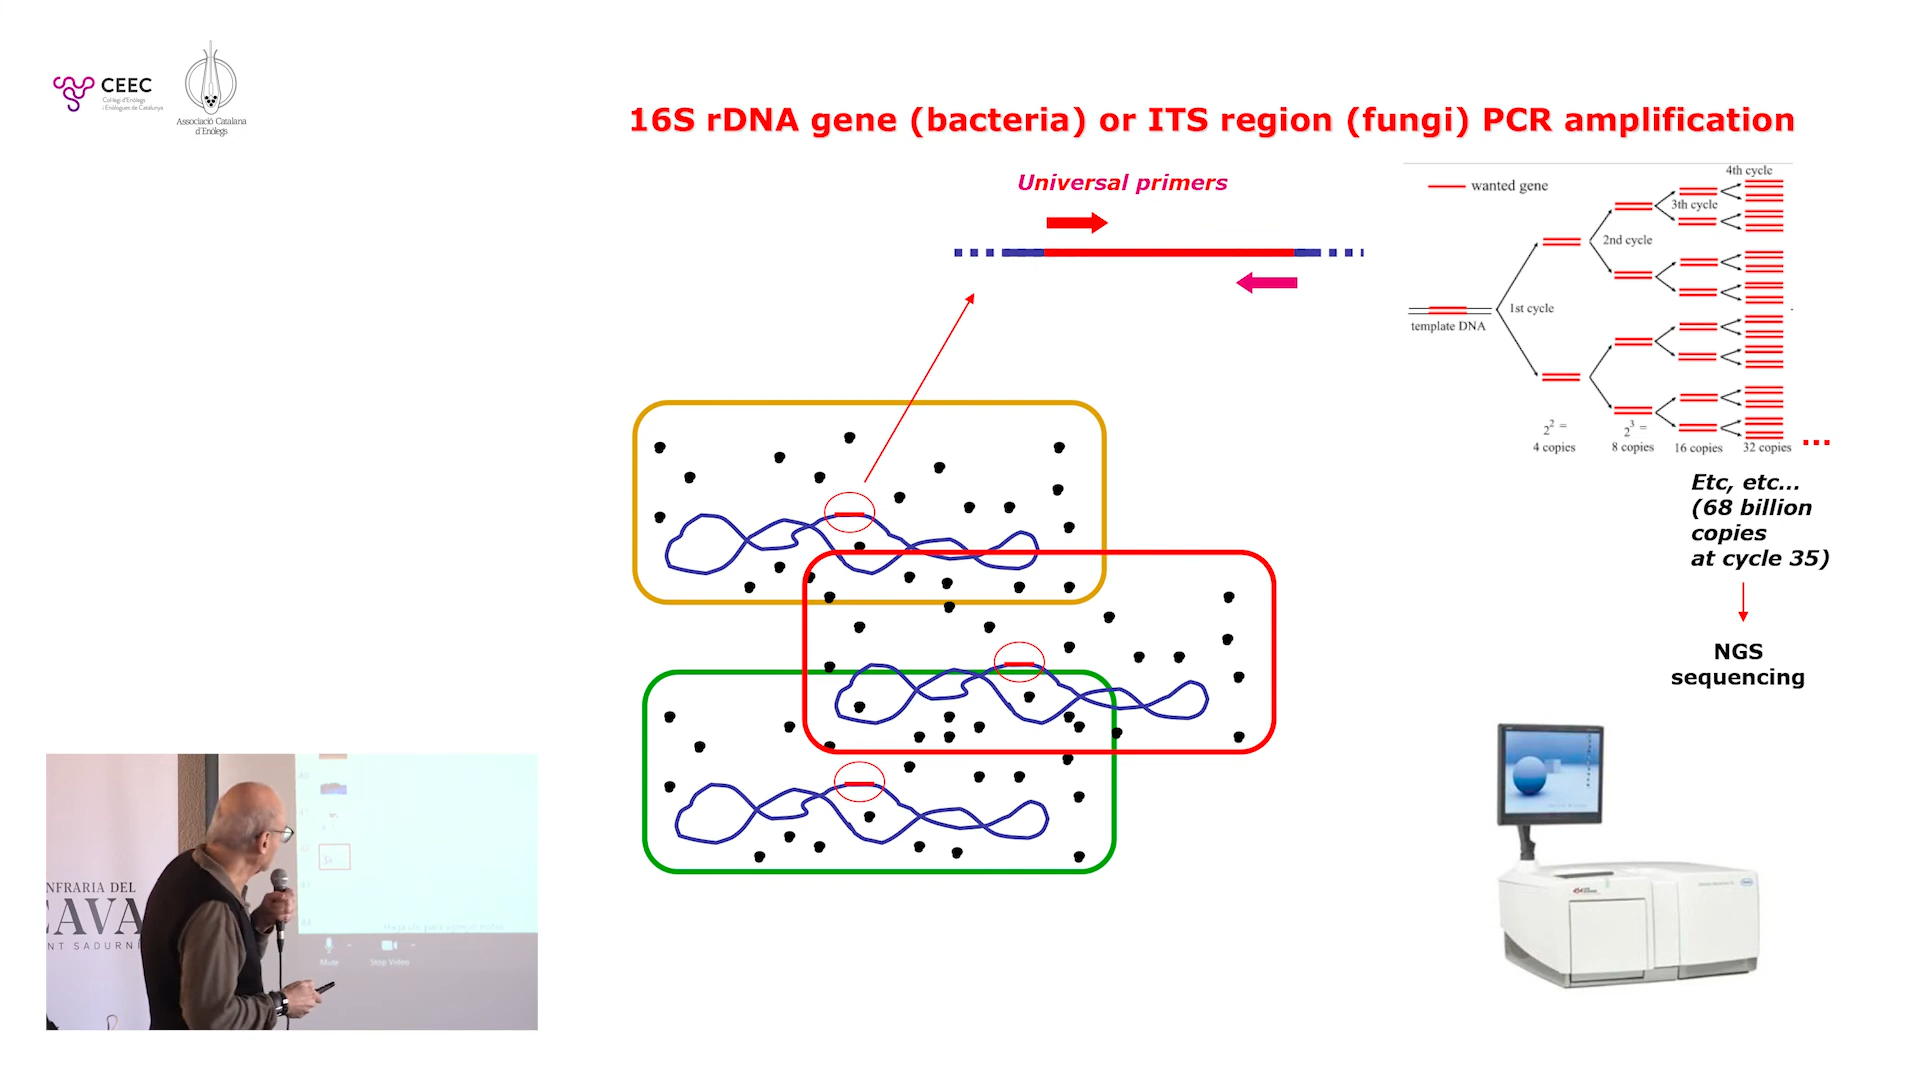 CEEC
Col·legi d'Enòlegs
i Enòlogues de Catalunya
Associació Catalana
d'Enòlegs
16S rDNA gene (bacteria) or ITS region (fungi) PCR amplification
Universal primers
wanted gene
4th cycle
3th cycle
2nd cycle
1st cycle
template DNA
2² =
4 copies
2³ =
8 copies
16 copies
32 copies
...
Etc, etc...
(68 billion
copies
at cycle 35)
NGS
sequencing
NFRARIA DEL
CAVA
NT SADURNÍ
Mute
Stop Video